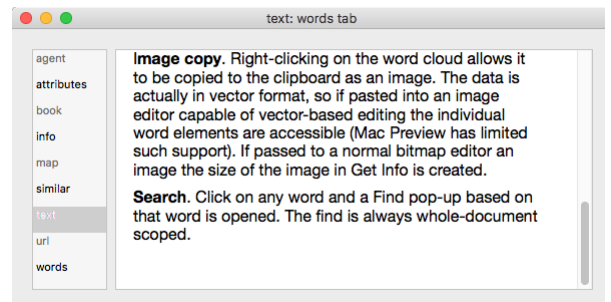 text: words tab
agent
attributes
book
info
map
similar
text
url
words
Image copy. Right-clicking on the word cloud allows it
to be copied to the clipboard as an image. The data is
actually in vector format, so if pasted into an image
editor capable of vector-based editing the individual
word elements are accessible (Mac Preview has limited
such support). If passed to a normal bitmap editor an
image the size of the image in Get Info is created.
Search. Click on any word and a Find pop-up based on
that word is opened. The find is always whole-document
scoped.